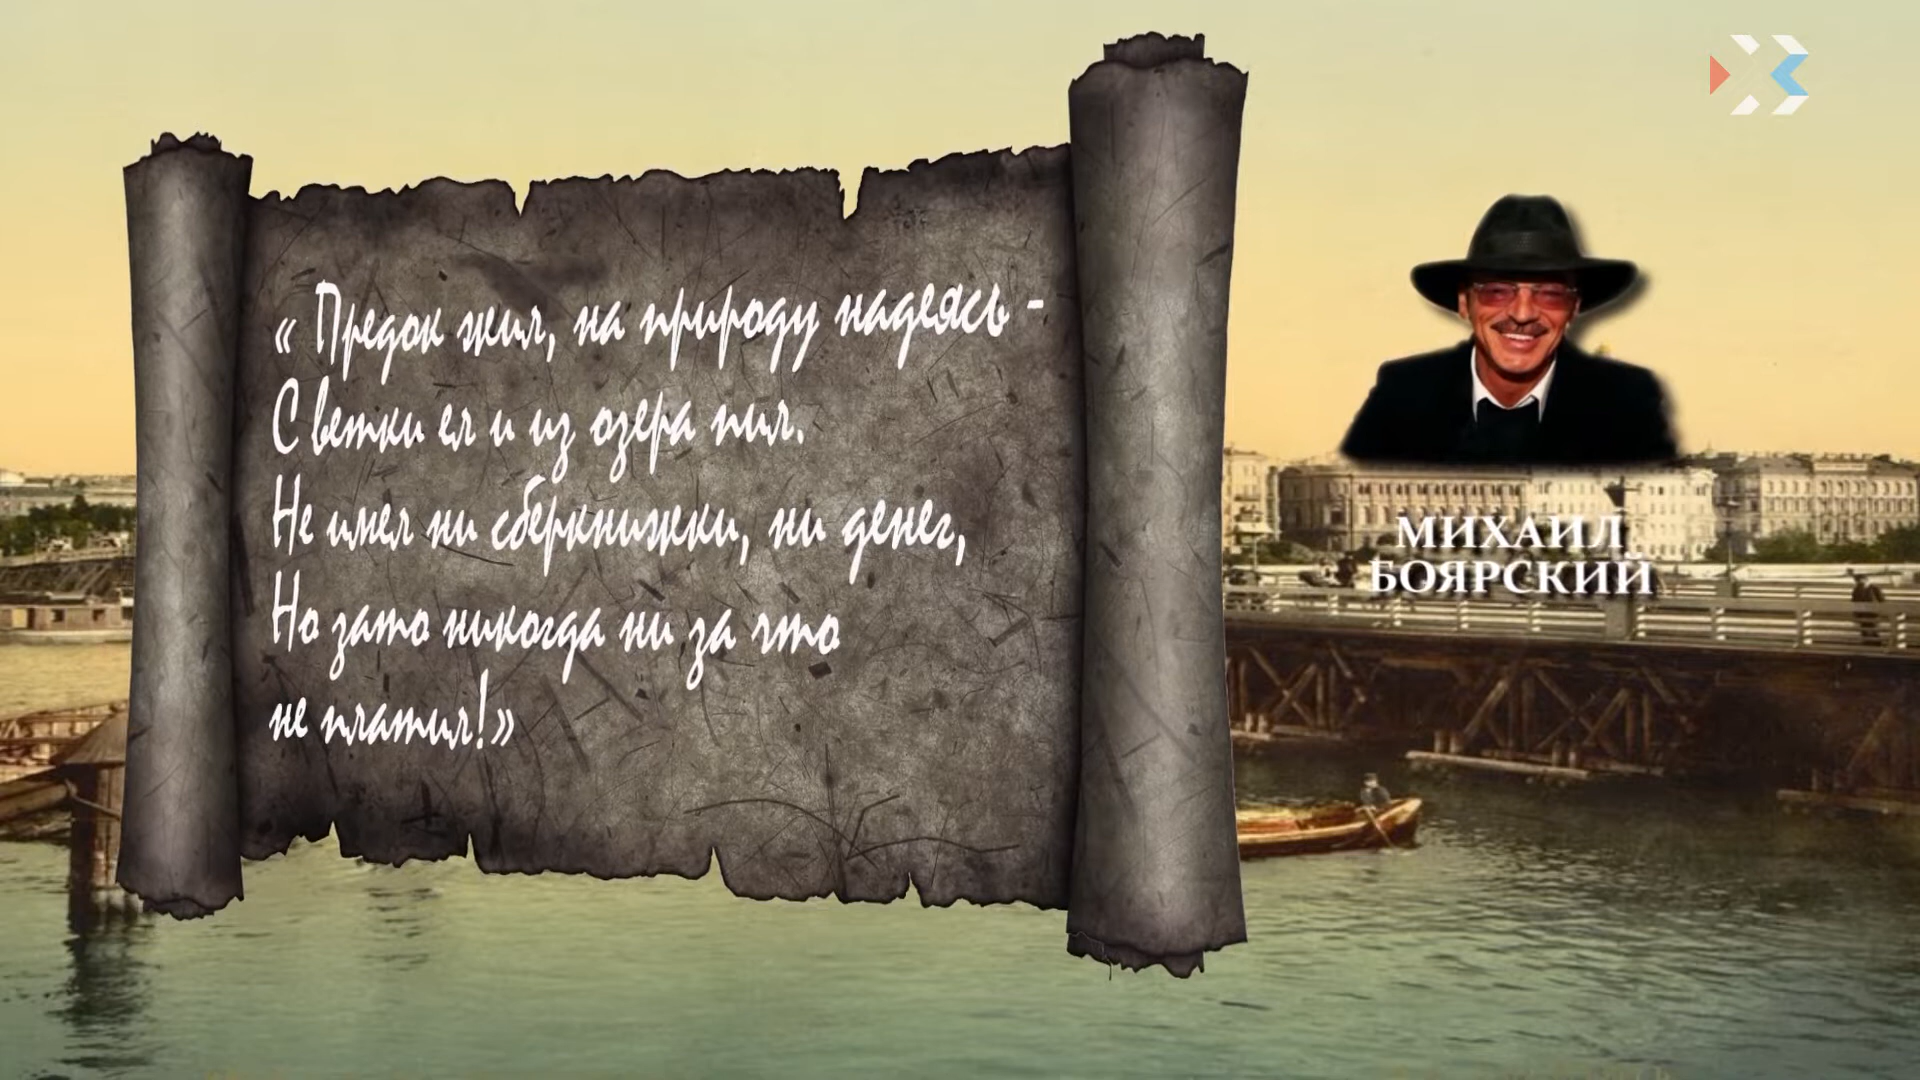 « Предок жил, на природу надеясь -
С ветки ел и из озера пил.
Не имел ни сберкнижки, ни денег,
Но зато никогда ни за что
не платил!»
МИХАИЛ
БОЯРСКИЙ